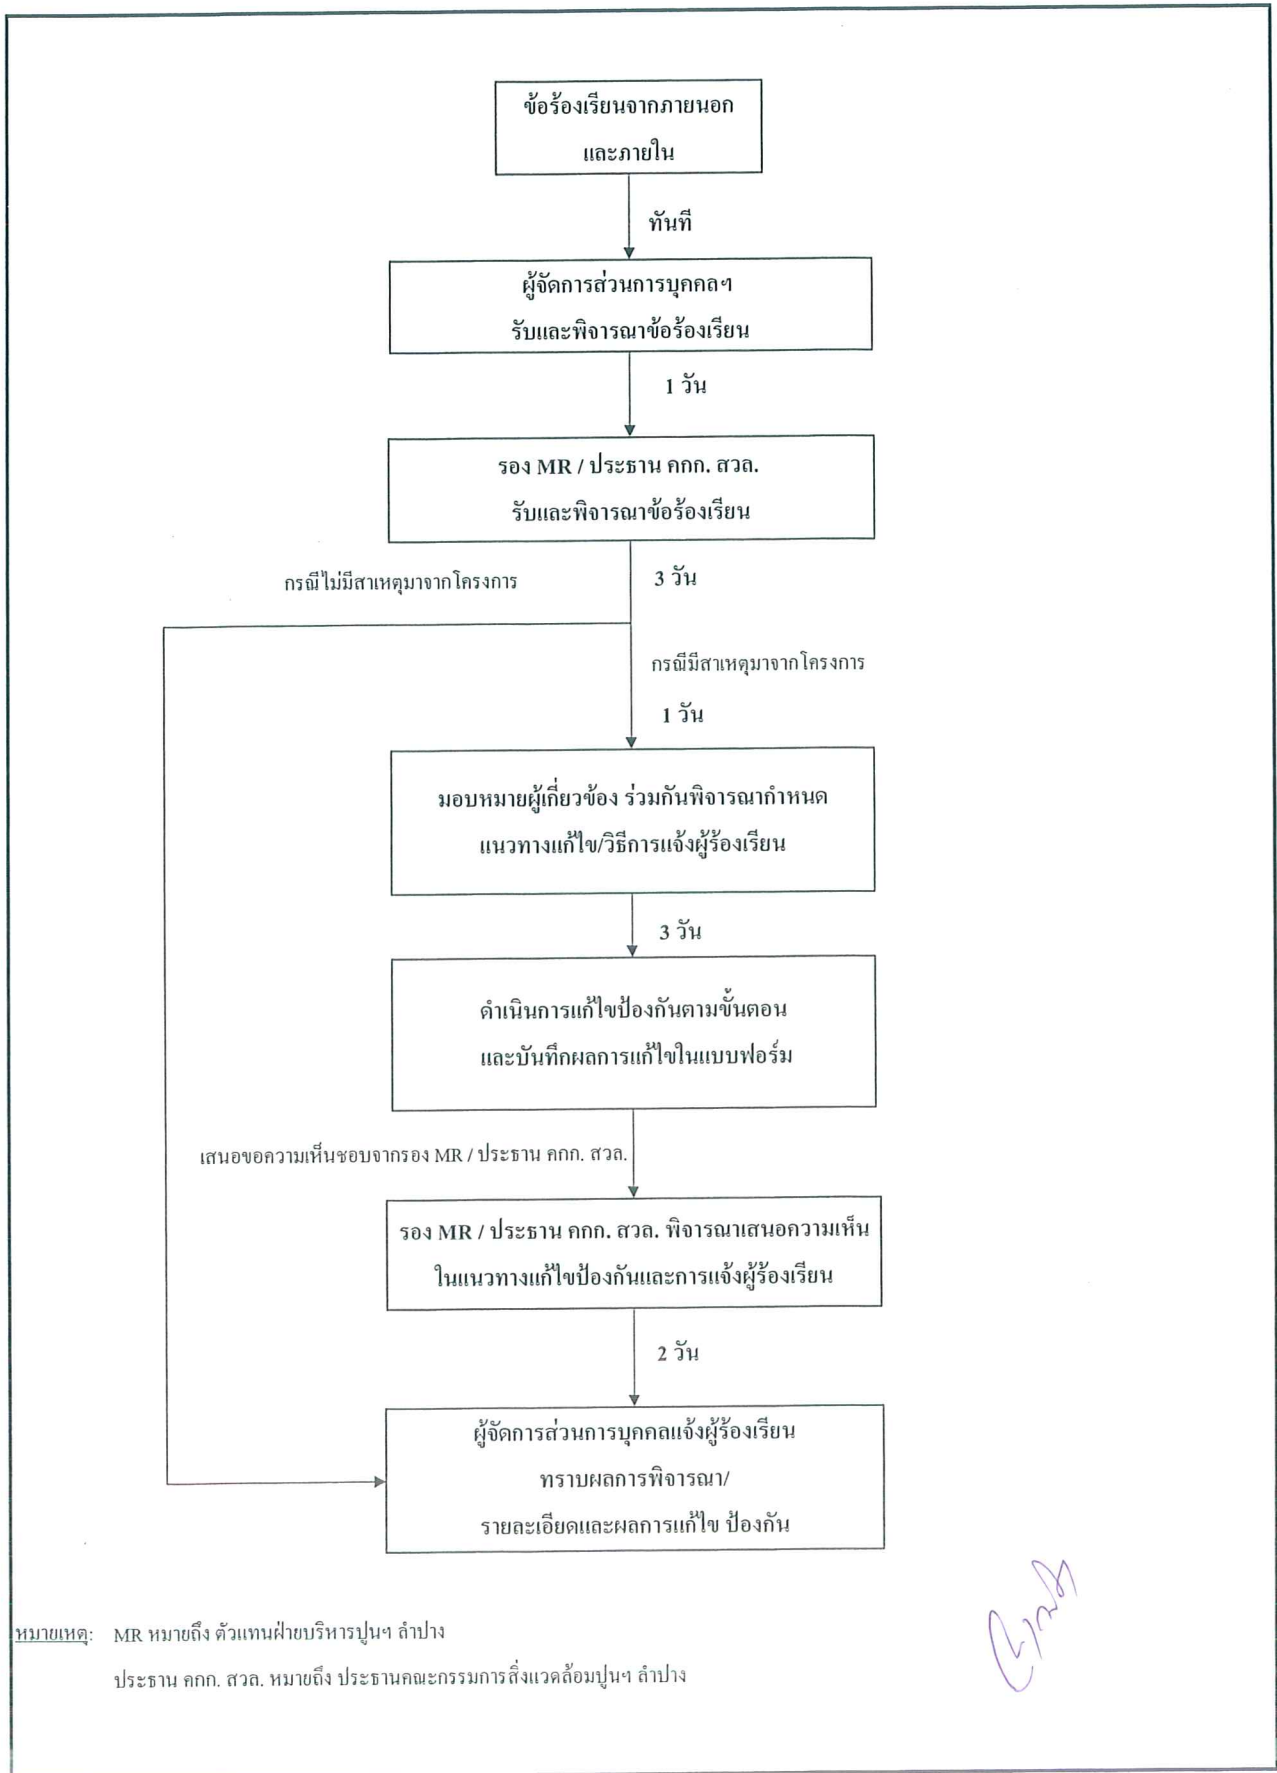 ข้อร้องเรียนจากภายนอก
และภายใน
ทันที
ผู้จัดการส่วนการบุคคลฯ
รับและพิจารณาข้อร้องเรียน
1 วัน
รอง MR / ประธาน คกก. สวล.
รับและพิจารณาข้อร้องเรียน
กรณีไม่มีสาเหตุมาจากโครงการ
3 วัน
กรณีมีสาเหตุมาจากโครงการ
1 วัน
มอบหมายผู้เกี่ยวข้อง ร่วมกันพิจารณากำหนด
แนวทางแก้ไข/วิธีการแจ้งผู้ร้องเรียน
3 วัน
ดำเนินการแก้ไขป้องกันตามขั้นตอน
และบันทึกผลการแก้ไขในแบบฟอร์ม
เสนอขอความเห็นชอบจากรอง MR / ประธาน คกก. สวล.
รอง MR / ประธาน คกก. สวล. พิจารณาเสนอความเห็น
ในแนวทางแก้ไขป้องกันและการแจ้งผู้ร้องเรียน
2 วัน
ผู้จัดการส่วนการบุคคลแจ้งผู้ร้องเรียน
ทราบผลการพิจารณา/
รายละเอียดและผลการแก้ไข ป้องกัน
หมายเหตุ: MR หมายถึง ตัวแทนฝ่ายบริหารปูนฯ ลำปาง
ประธาน คกก. สวล. หมายถึง ประธานคณะกรรมการสิ่งแวดล้อมปูนฯ ลำปาง